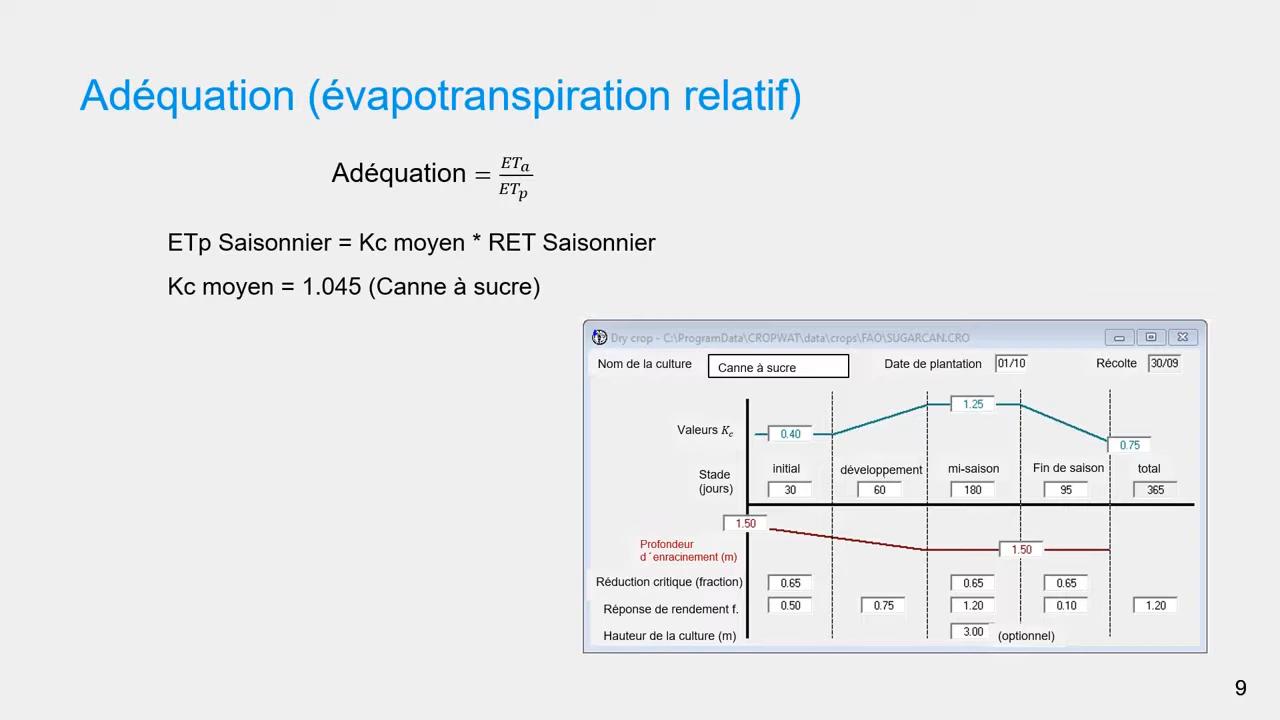 Adéquation (évapotranspiration relatif)
Adéquation = ETa / ETp
ETp Saisonnier = Kc moyen * RET Saisonnier
Kc moyen = 1.045 (Canne à sucre)
Dry crop - C:\ProgramData\CROPWAT\data\crops\FAO\SUGARCAN.CRO
Nom de la culture Canne à sucre Date de plantation 01/10 Récolte 30/09
1.25
Valeurs Kc 0.40
0.75
Stade initial développement mi-saison Fin de saison total
(jours) 30 60 180 95 365
1.50
Profondeur
d´enracinement (m) 1.50
Réduction critique (fraction) 0.65 0.65 0.65
Réponse de rendement f. 0.50 0.75 1.20 0.10 1.20
Hauteur de la culture (m) 3.00 (optionnel)
9